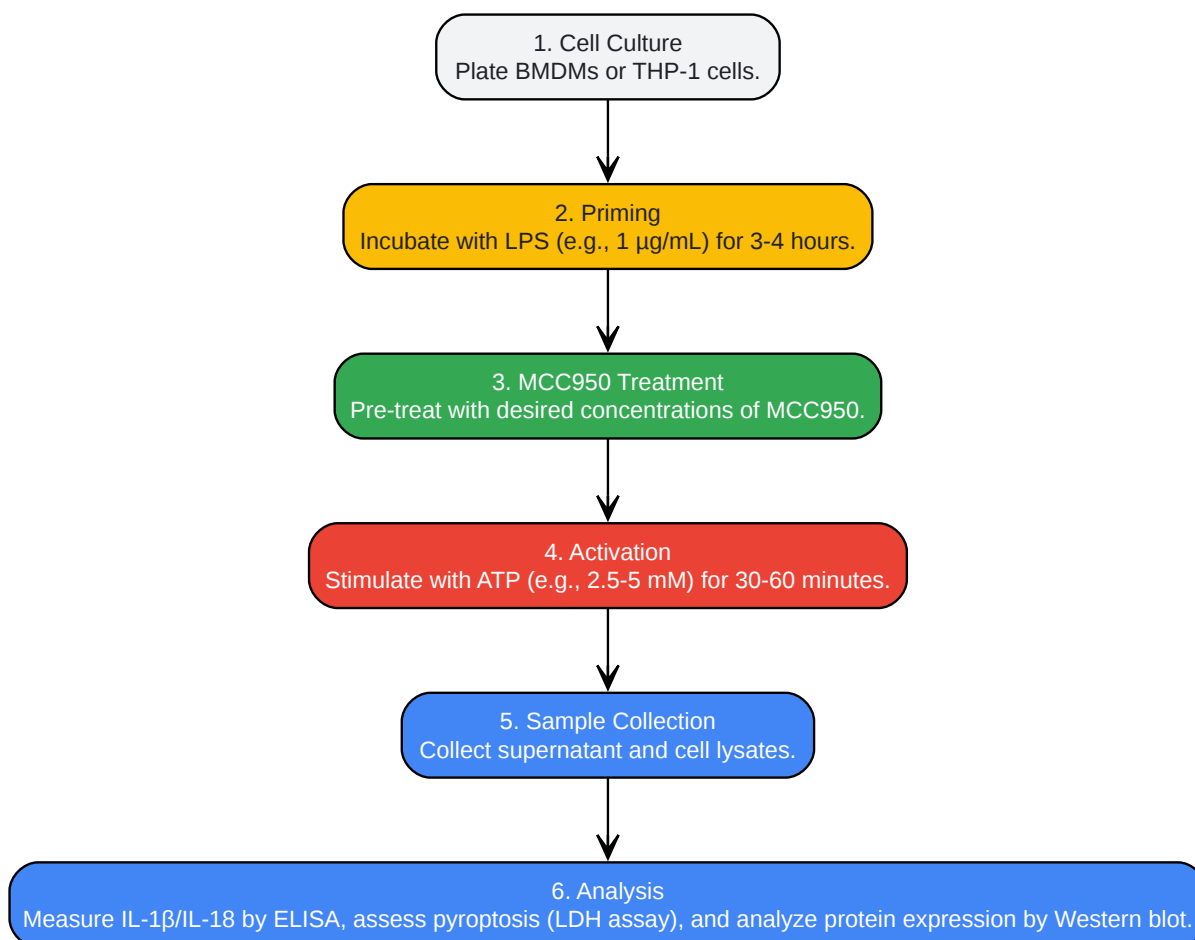 1. Cell Culture
Plate BMDMs or THP-1 cells.
2. Priming
Incubate with LPS (e.g., 1 µg/mL) for 3-4 hours.
3. MCC950 Treatment
Pre-treat with desired concentrations of MCC950.
4. Activation
Stimulate with ATP (e.g., 2.5-5 mM) for 30-60 minutes.
5. Sample Collection
Collect supernatant and cell lysates.
6. Analysis
Measure IL-1β/IL-18 by ELISA, assess pyroptosis (LDH assay), and analyze protein expression by Western blot.